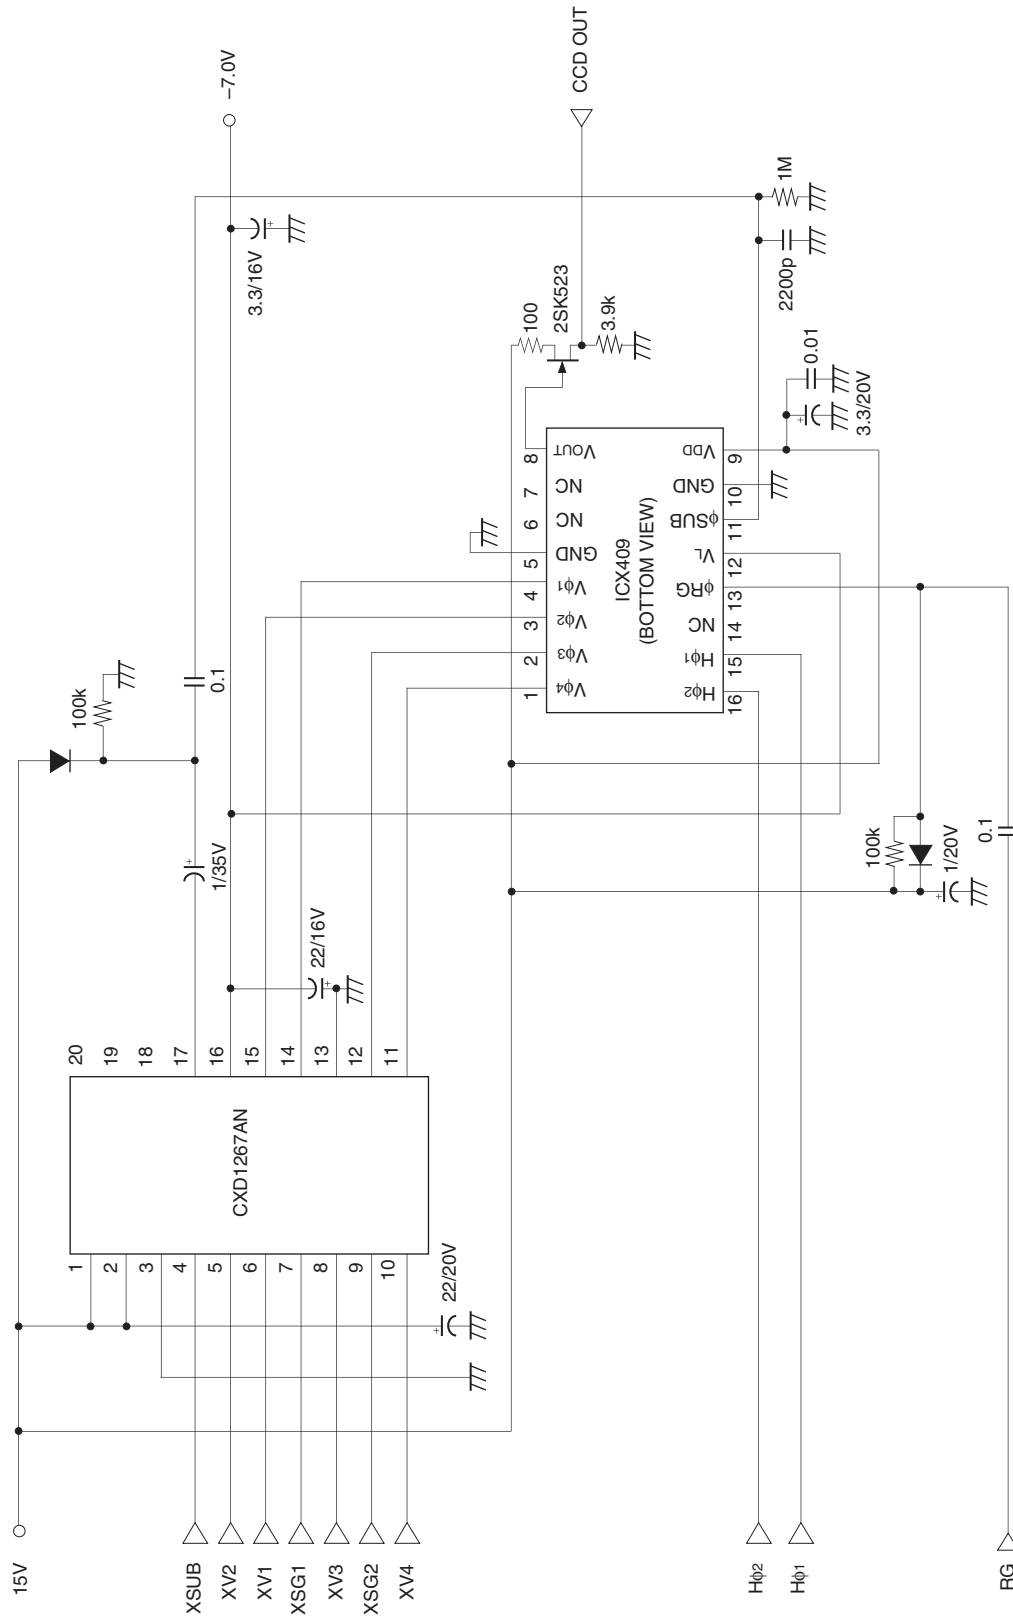 15V
–7.0V
CCD OUT
3.3/16V
1M
2200p
100
2SK523
3.9k
0.01
3.3/20V
100k
0.1
1/35V
22/16V
8
7
6
5
4
3
2
1
VOUT
NC
NC
GND
Vϕ1
Vϕ2
Vϕ3
Vϕ4
ICX409
(BOTTOM VIEW)
VDD
GND
ϕSUB
VL
ϕRG
NC
Hϕ1
Hϕ2
9
10
11
12
13
14
15
16
100k
1/20V
0.1
20
19
18
17
16
15
14
13
12
11
CXD1267AN
1
2
3
4
5
6
7
8
9
10
22/20V
XSUB
XV2
XV1
XSG1
XV3
XSG2
XV4
Hϕ2
Hϕ1
RG